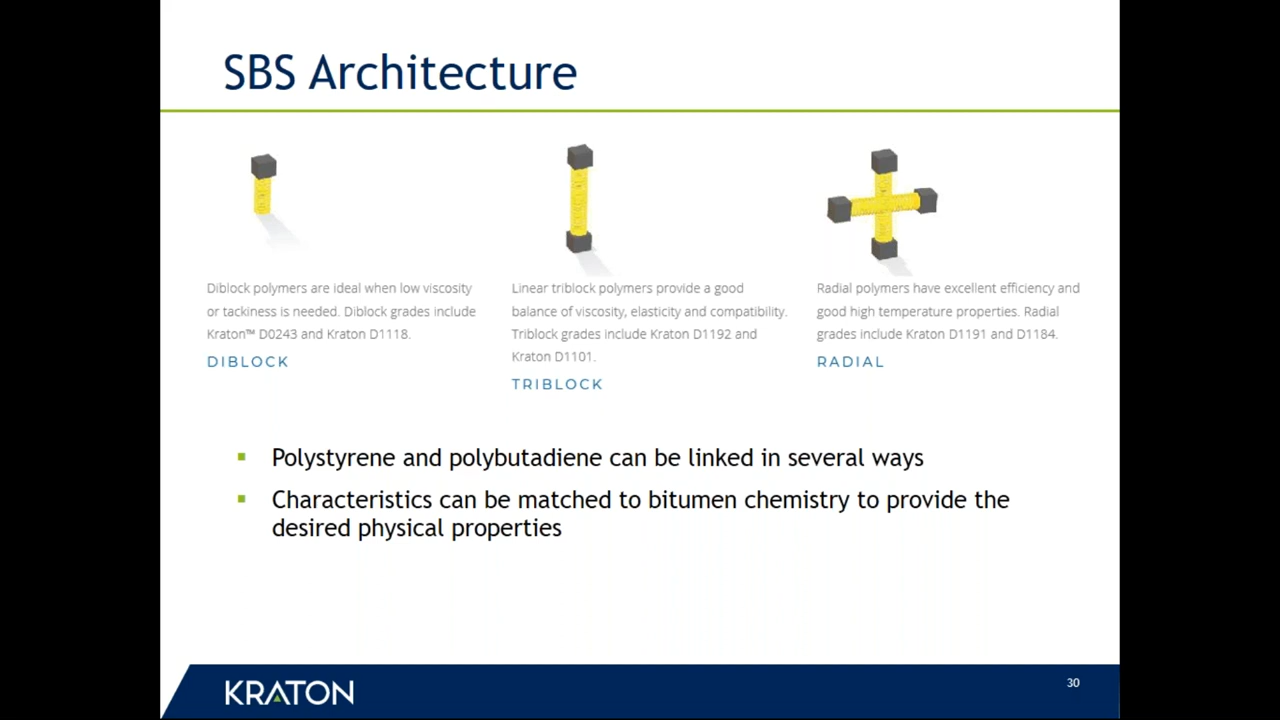 SBS Architecture
Diblock polymers are ideal when low viscosity
or tackiness is needed. Diblock grades include
Kraton™ D0243 and Kraton D1118.
DIBLOCK
Linear triblock polymers provide a good
balance of viscosity, elasticity and compatibility.
Triblock grades include Kraton D1192 and
Kraton D1101.
TRIBLOCK
Radial polymers have excellent efficiency and
good high temperature properties. Radial
grades include Kraton D1191 and D1184.
RADIAL
▪ Polystyrene and polybutadiene can be linked in several ways
▪ Characteristics can be matched to bitumen chemistry to provide the
desired physical properties
KRATON
30